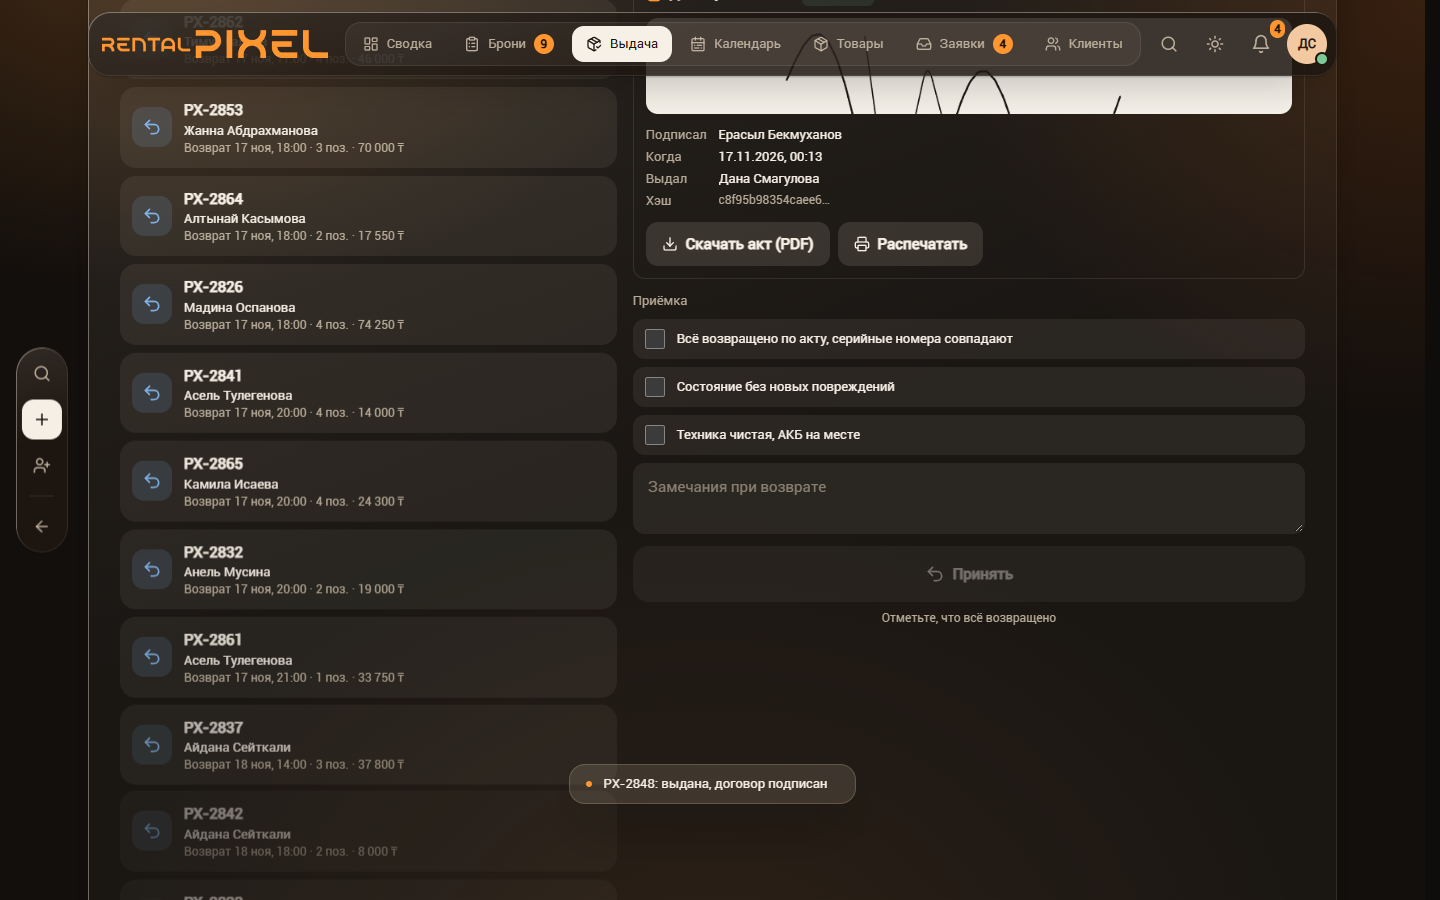 RENTAL PIXEL
Сводка
Брони 9
Выдача
Календарь
Товары
Заявки 4
Клиенты
4
ДС
PX-2862
46 000 ₸
PX-2853
Жанна Абдрахманова
Возврат 17 ноя, 18:00 · 3 поз. · 70 000 ₸
PX-2864
Алтынай Касымова
Возврат 17 ноя, 18:00 · 2 поз. · 17 550 ₸
PX-2826
Мадина Оспанова
Возврат 17 ноя, 18:00 · 4 поз. · 74 250 ₸
PX-2841
Асель Тулегенова
Возврат 17 ноя, 20:00 · 4 поз. · 14 000 ₸
PX-2865
Камила Исаева
Возврат 17 ноя, 20:00 · 4 поз. · 24 300 ₸
PX-2832
Анель Мусина
Возврат 17 ноя, 20:00 · 2 поз. · 19 000 ₸
PX-2861
Асель Тулегенова
Возврат 17 ноя, 21:00 · 1 поз. · 33 750 ₸
PX-2837
Айдана Сейткали
Возврат 18 ноя, 14:00 · 3 поз. · 37 800 ₸
PX-2842
Айдана Сейткали
Возврат 18 ноя, 18:00 · 2 поз. · 8 000 ₸
Подписал Ерасыл Бекмуханов
Когда 17.11.2026, 00:13
Выдал Дана Смагулова
Хэш c8f95b98354caee6…
Скачать акт (PDF)
Распечатать
Приёмка
Всё возвращено по акту, серийные номера совпадают
Состояние без новых повреждений
Техника чистая, АКБ на месте
Замечания при возврате
Принять
Отметьте, что всё возвращено
PX-2848: выдана, договор подписан